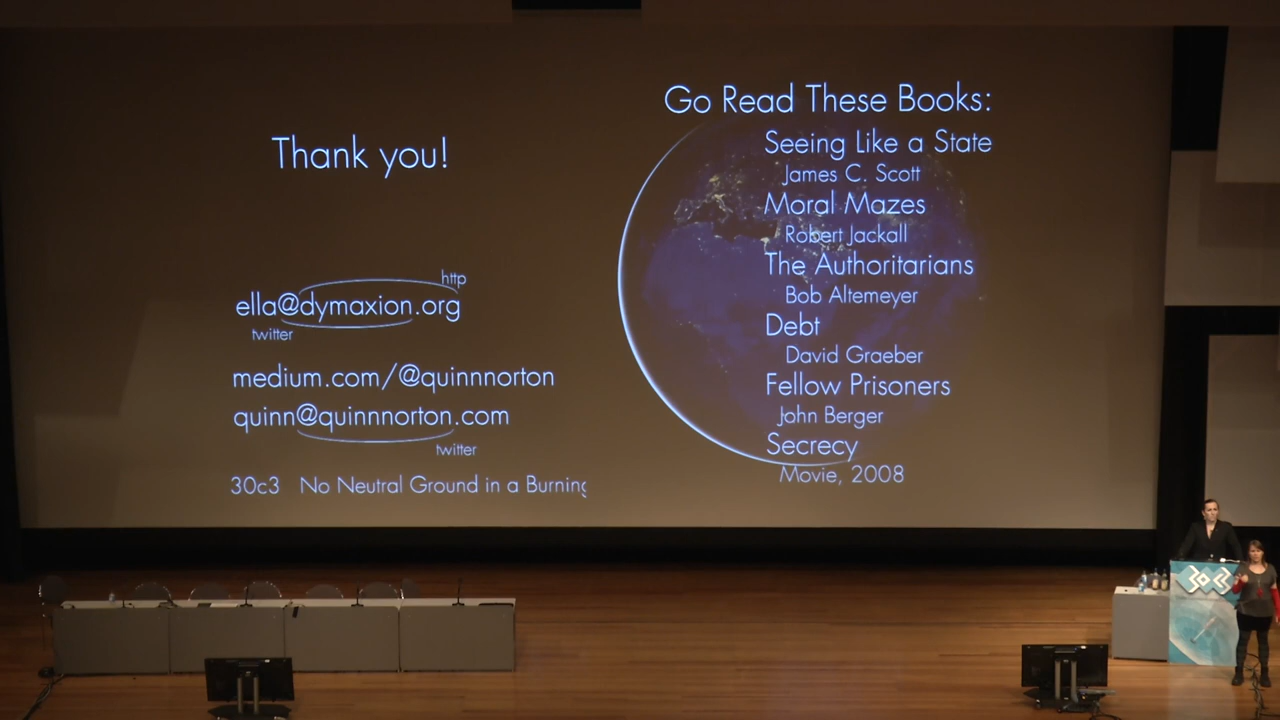 Thank you!
http
ella@dymaxion.org
twitter
medium.com/@quinnnorton
quinn@quinnnorton.com
twitter
30c3 No Neutral Ground in a Burning
Go Read These Books:
Seeing Like a State
James C. Scott
Moral Mazes
Robert Jackall
The Authoritarians
Bob Altemeyer
Debt
David Graeber
Fellow Prisoners
John Berger
Secrecy
Movie, 2008
30C3